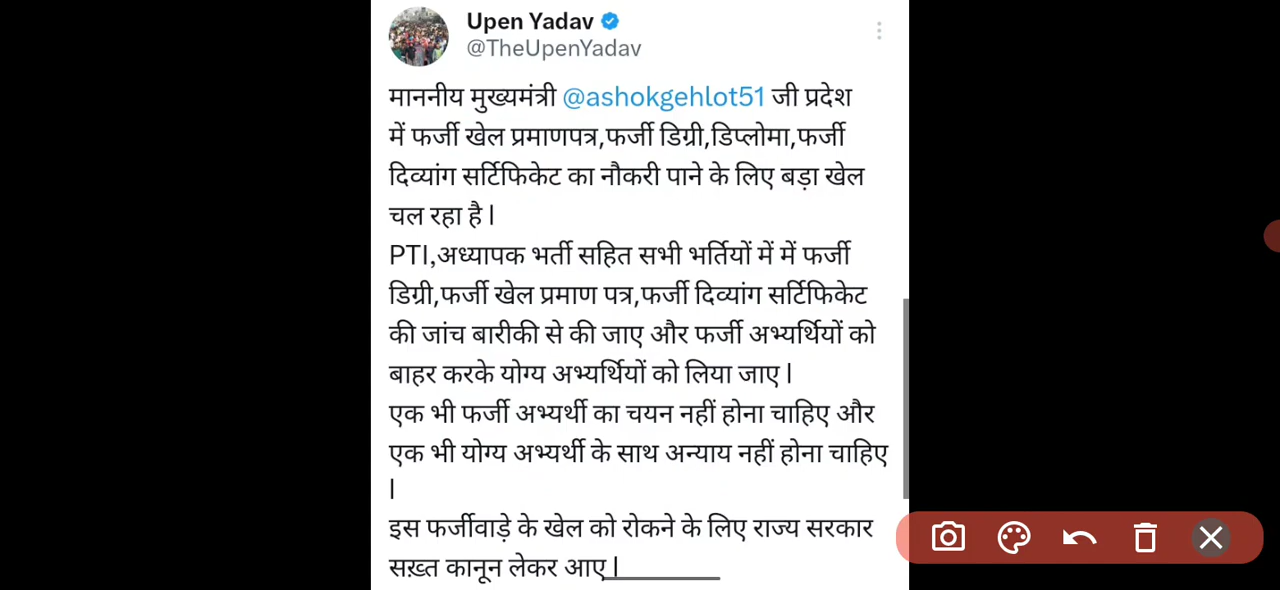 Upen Yadav
@TheUpenYadav
माननीय मुख्यमंत्री @ashokgehlot51 जी प्रदेश
में फर्जी खेल प्रमाणपत्र,फर्जी डिग्री,डिप्लोमा,फर्जी
दिव्यांग सर्टिफिकेट का नौकरी पाने के लिए बड़ा खेल
चल रहा है |
PTI,अध्यापक भर्ती सहित सभी भर्तियों में में फर्जी
डिग्री,फर्जी खेल प्रमाण पत्र,फर्जी दिव्यांग सर्टिफिकेट
की जांच बारीकी से की जाए और फर्जी अभ्यर्थियों को
बाहर करके योग्य अभ्यर्थियों को लिया जाए |
एक भी फर्जी अभ्यर्थी का चयन नहीं होना चाहिए और
एक भी योग्य अभ्यर्थी के साथ अन्याय नहीं होना चाहिए
|
इस फर्जीवाड़े के खेल को रोकने के लिए राज्य सरकार
सख़्त कानून लेकर आए |